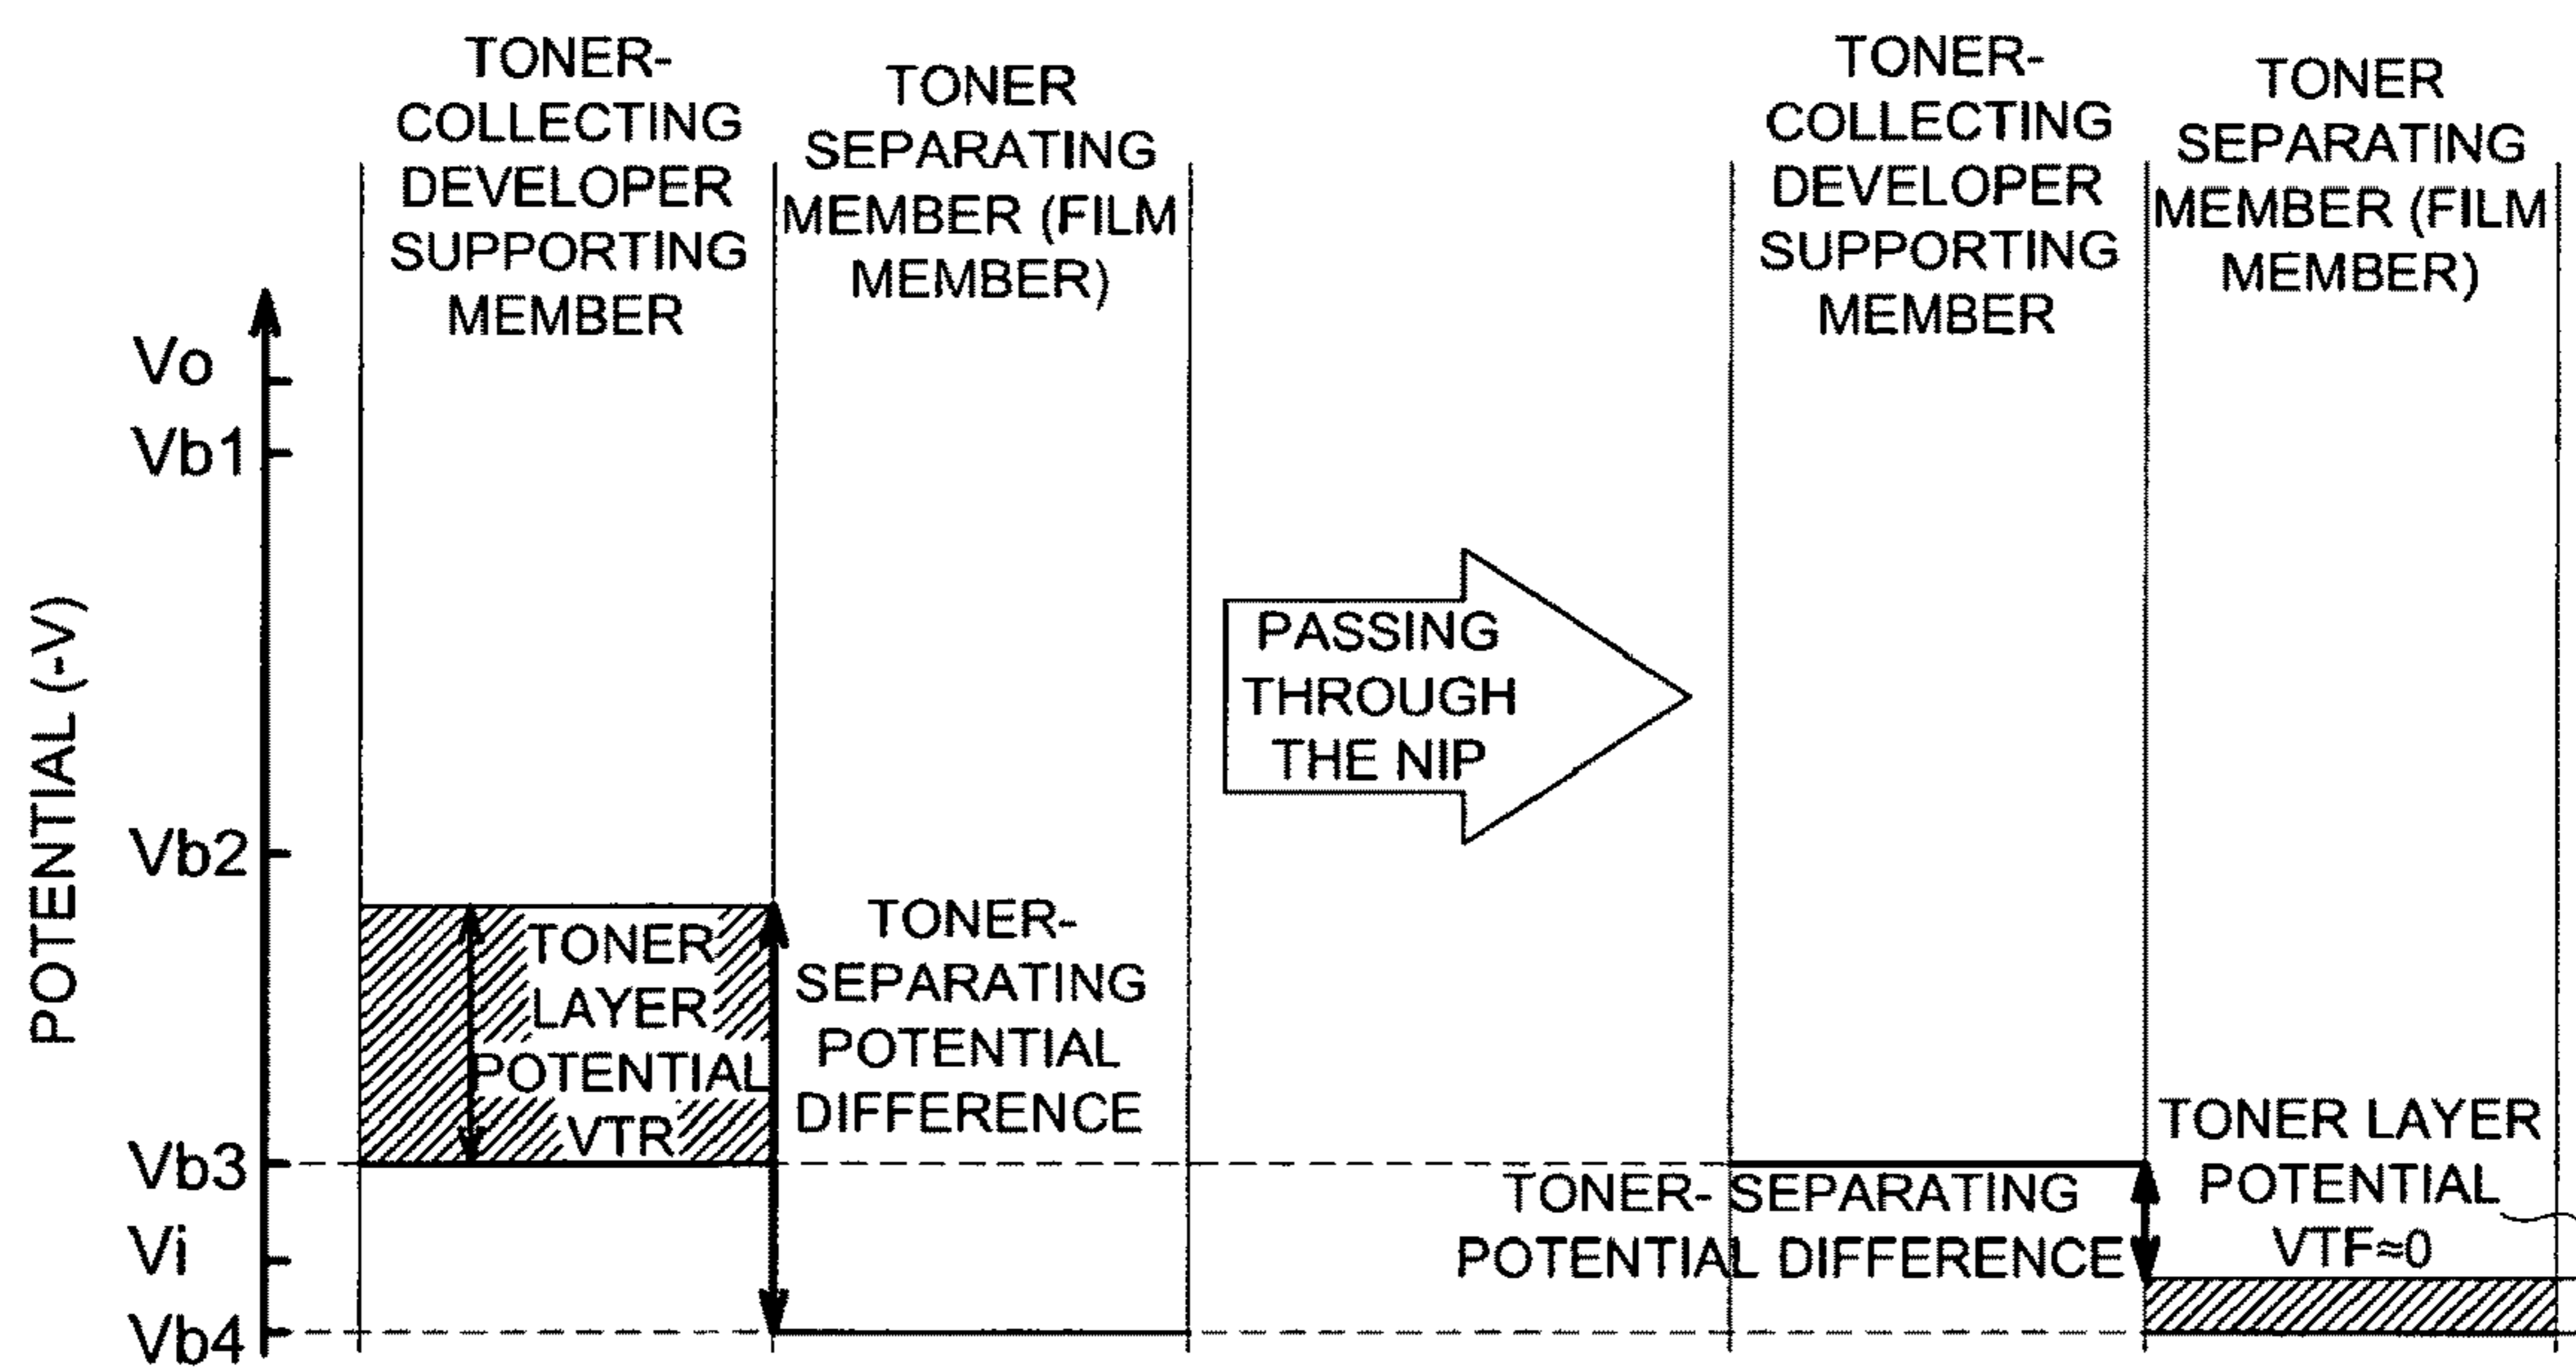 TONER-
COLLECTING
DEVELOPER
SUPPORTING
MEMBER
TONER
SEPARATING
MEMBER (FILM
MEMBER)
TONER-
COLLECTING
DEVELOPER
SUPPORTING
MEMBER
TONER
SEPARATING
MEMBER (FILM
MEMBER)
POTENTIAL (-V)
Vo
Vb1
Vb2
Vb3
Vi
Vb4
TONER
LAYER
POTENTIAL
VTR
TONER-
SEPARATING
POTENTIAL
DIFFERENCE
PASSING
THROUGH
THE NIP
TONER- SEPARATING
POTENTIAL DIFFERENCE
TONER LAYER
POTENTIAL
VTF≈0